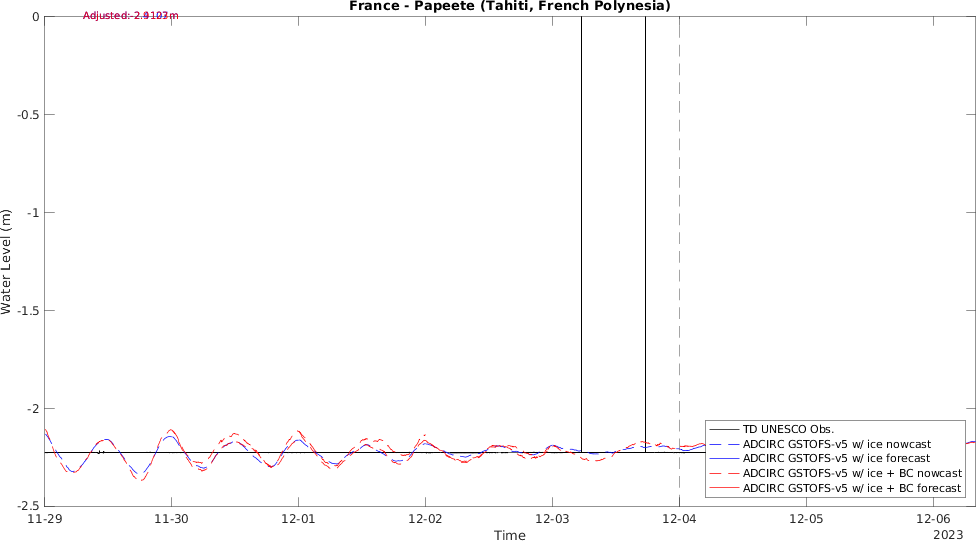 France - Papeete (Tahiti, French Polynesia)
Adjusted:
Water Level (m)
0
-0.5
-1
-1.5
-2
-2.5
TD UNESCO Obs.
ADCIRC GSTOFS-v5 w/ ice nowcast
ADCIRC GSTOFS-v5 w/ ice forecast
ADCIRC GSTOFS-v5 w/ ice + BC nowcast
ADCIRC GSTOFS-v5 w/ ice + BC forecast
11-29 11-30 12-01 12-02 12-03 12-04 12-05 12-06
Time
2023